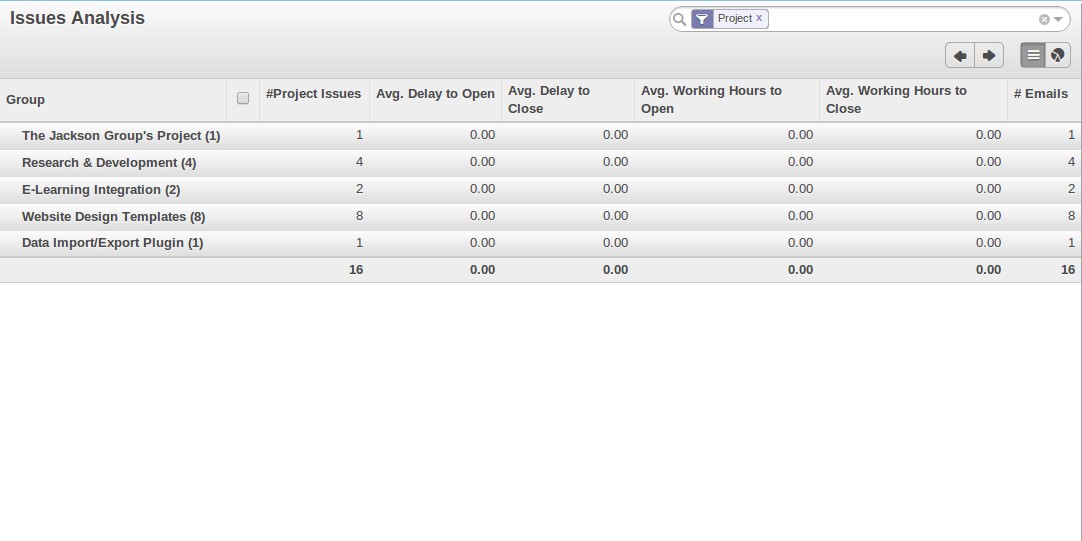 Issues Analysis
Project x
Group #Project Issues Avg. Delay to Open Avg. Delay to Close Avg. Working Hours to Open Avg. Working Hours to Close # Emails
The Jackson Group's Project (1) 1 0.00 0.00 0.00 0.00 1
Research & Development (4) 4 0.00 0.00 0.00 0.00 4
E-Learning Integration (2) 2 0.00 0.00 0.00 0.00 2
Website Design Templates (8) 8 0.00 0.00 0.00 0.00 8
Data Import/Export Plugin (1) 1 0.00 0.00 0.00 0.00 1
16 0.00 0.00 0.00 0.00 16